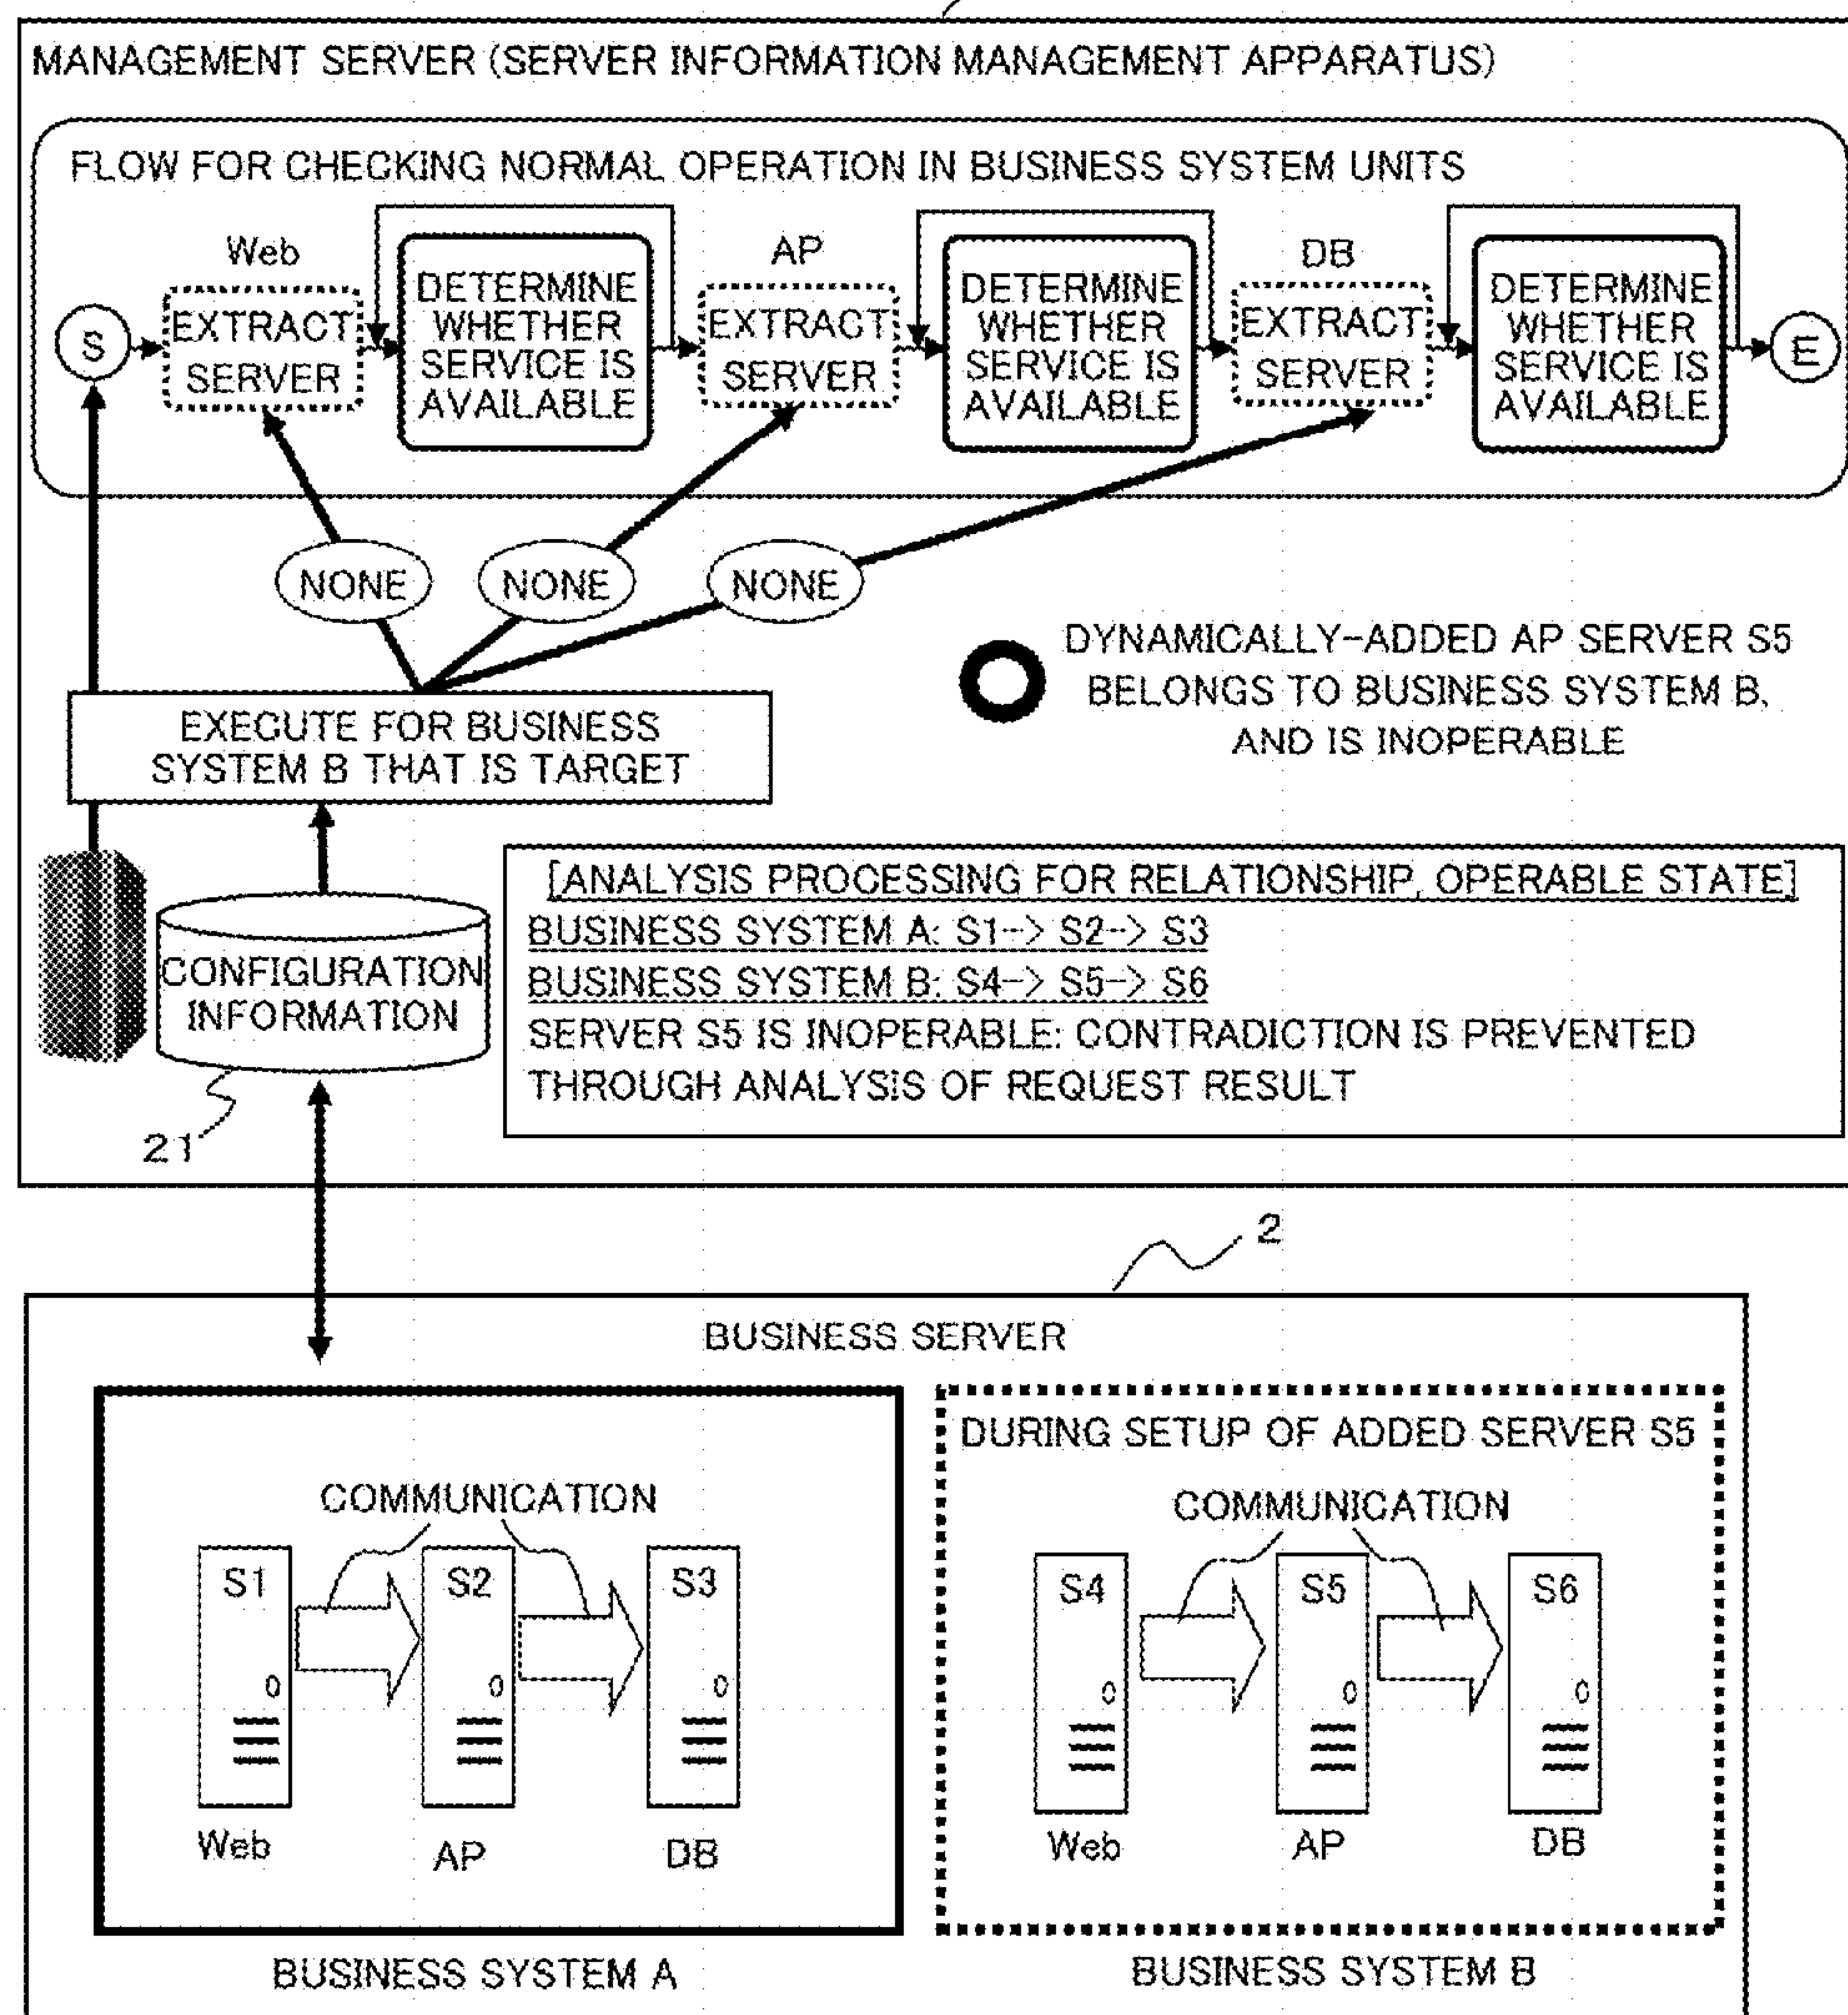 MANAGEMENT SERVER (SERVER INFORMATION MANAGEMENT APPARATUS)
FLOW FOR CHECKING NORMAL OPERATION IN BUSINESS SYSTEM UNITS
Web
AP
DB
S
EXTRACT
SERVER
DETERMINE
WHETHER
SERVICE IS
AVAILABLE
EXTRACT
SERVER
DETERMINE
WHETHER
SERVICE IS
AVAILABLE
EXTRACT
SERVER
DETERMINE
WHETHER
SERVICE IS
AVAILABLE
E
NONE
NONE
NONE
DYNAMICALLY-ADDED AP SERVER S5
BELONGS TO BUSINESS SYSTEM B,
AND IS INOPERABLE
EXECUTE FOR BUSINESS
SYSTEM B THAT IS TARGET
CONFIGURATION
INFORMATION
21
[ANALYSIS PROCESSING FOR RELATIONSHIP, OPERABLE STATE]
BUSINESS SYSTEM A: S1--> S2--> S3
BUSINESS SYSTEM B: S4--> S5--> S6
SERVER S5 IS INOPERABLE: CONTRADICTION IS PREVENTED
THROUGH ANALYSIS OF REQUEST RESULT
2
BUSINESS SERVER
COMMUNICATION
S1
S2
S3
Web
AP
DB
BUSINESS SYSTEM A
DURING SETUP OF ADDED SERVER S5
COMMUNICATION
S4
S5
S6
Web
AP
DB
BUSINESS SYSTEM B